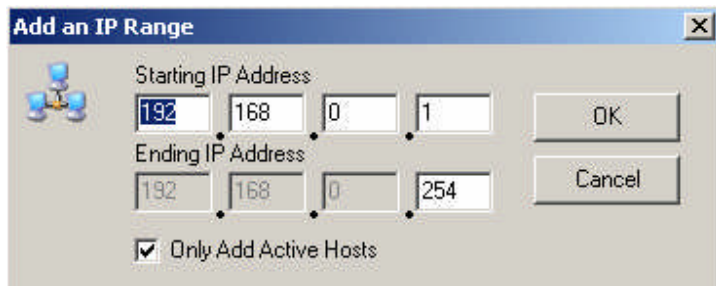 Add an IP Range
Starting IP Address
192 . 168 . 0 . 1
OK
Ending IP Address
192 . 168 . 0 . 254
Cancel
Only Add Active Hosts